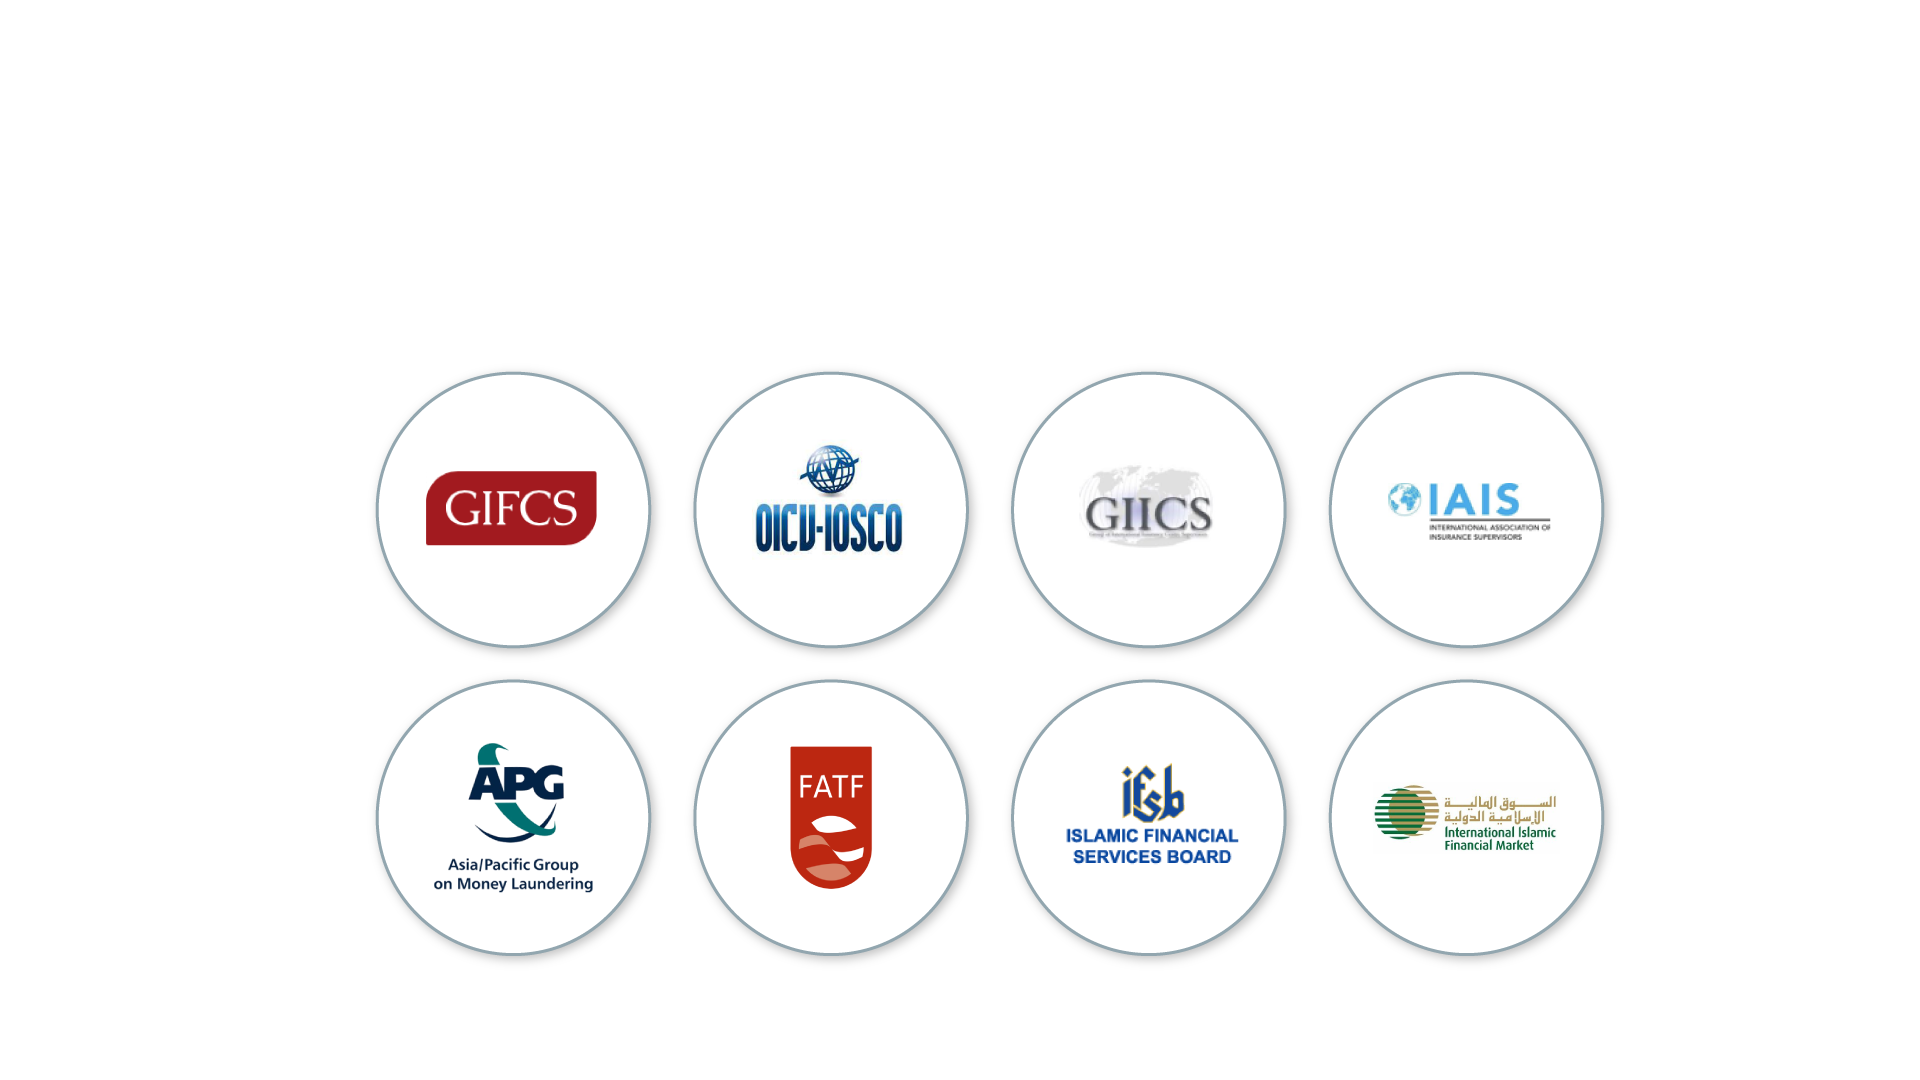 GIFCS
OICU-IOSCO
GIICS
IAIS
INTERNATIONAL ASSOCIATION OF
INSURANCE SUPERVISORS
APG
Asia/Pacific Group
on Money Laundering
FATF
ifsb
ISLAMIC FINANCIAL
SERVICES BOARD
السوق المالية
الإسلامية الدولية
International Islamic
Financial Market